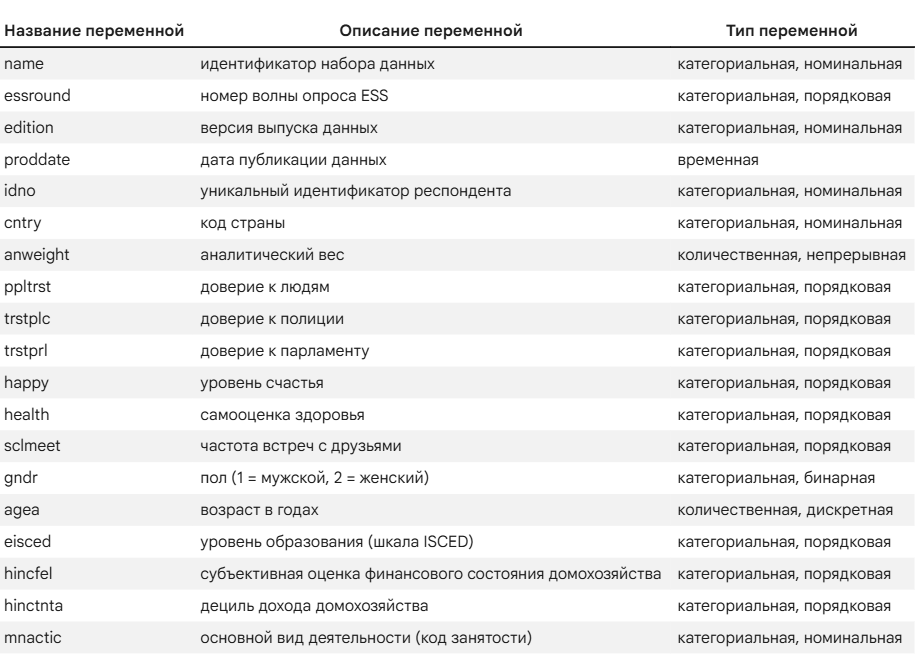 Название переменной Описание переменной Тип переменной
name идентификатор набора данных категориальная, номинальная
essround номер волны опроса ESS категориальная, порядковая
edition версия выпуска данных категориальная, номинальная
proddate дата публикации данных временная
idno уникальный идентификатор респондента категориальная, номинальная
cntry код страны категориальная, номинальная
anweight аналитический вес количественная, непрерывная
ppltrst доверие к людям категориальная, порядковая
trstplc доверие к полиции категориальная, порядковая
trstprl доверие к парламенту категориальная, порядковая
happy уровень счастья категориальная, порядковая
health самооценка здоровья категориальная, порядковая
sclmeet частота встреч с друзьями категориальная, порядковая
gndr пол (1 = мужской, 2 = женский) категориальная, бинарная
agea возраст в годах количественная, дискретная
eisced уровень образования (шкала ISCED) категориальная, порядковая
hincfel субъективная оценка финансового состояния домохозяйства категориальная, порядковая
hinctnta дециль дохода домохозяйства категориальная, порядковая
mnactic основной вид деятельности (код занятости) категориальная, номинальная